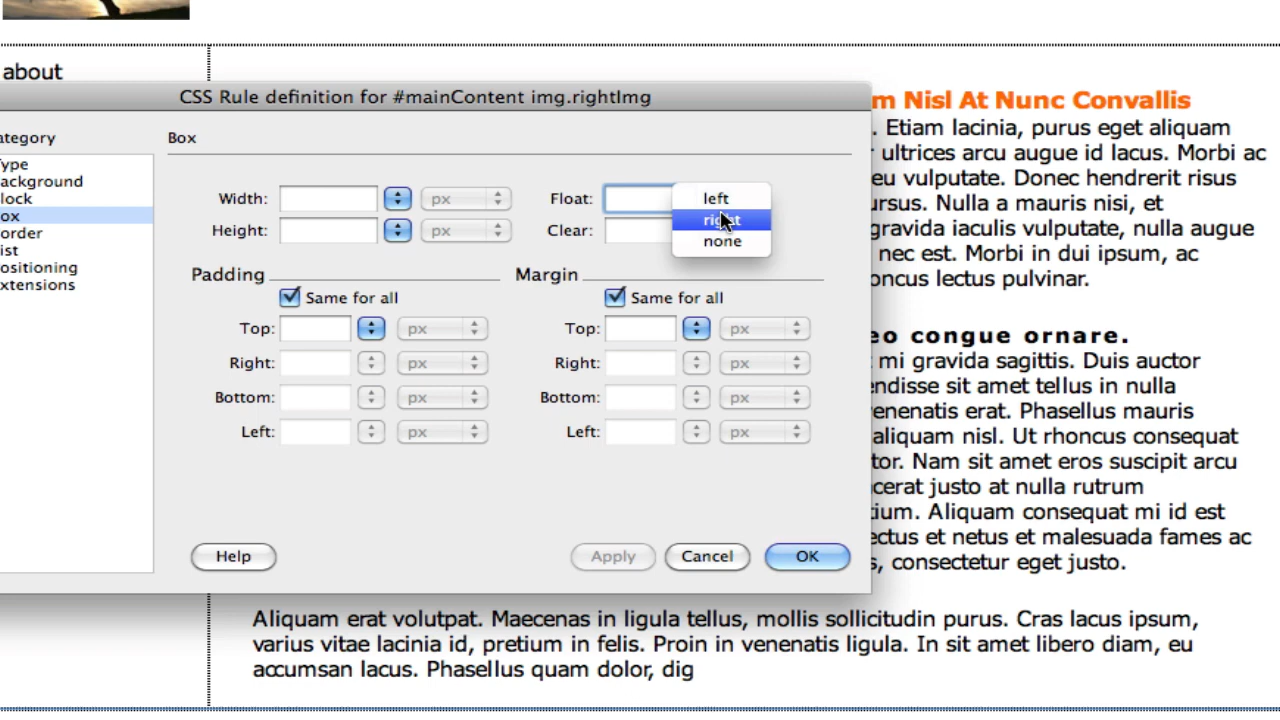 about
CSS Rule definition for #mainContent img.rightImg
ategory
Box
ype
ackground
lock
ox
order
ist
ositioning
xtensions
Width: px
Float:
left
right
none
Height: px
Clear:
Padding
Margin
Same for all
Same for all
Top: px
Top: px
Right: px
Right: px
Bottom: px
Bottom: px
Left: px
Left: px
Help
Apply
Cancel
OK
m Nisl At Nunc Convallis
. Etiam lacinia, purus eget aliquam
ultrices arcu augue id lacus. Morbi ac
eu vulputate. Donec hendrerit risus
ursus. Nulla a mauris nisi, et
gravida iaculis vulputate, nulla augue
nec est. Morbi in dui ipsum, ac
oncus lectus pulvinar.
eo congue ornare.
mi gravida sagittis. Duis auctor
endisse sit amet tellus in nulla
venenatis erat. Phasellus mauris
aliquam nisl. Ut rhoncus consequat
tor. Nam sit amet eros suscipit arcu
cerat justo at nulla rutrum
tium. Aliquam consequat mi id est
ectus et netus et malesuada fames ac
s, consectetur eget justo.
Aliquam erat volutpat. Maecenas in ligula tellus, mollis sollicitudin purus. Cras lacus ipsum,
varius vitae lacinia id, pretium in felis. Proin in venenatis ligula. In sit amet libero diam, eu
accumsan lacus. Phasellus quam dolor, dig